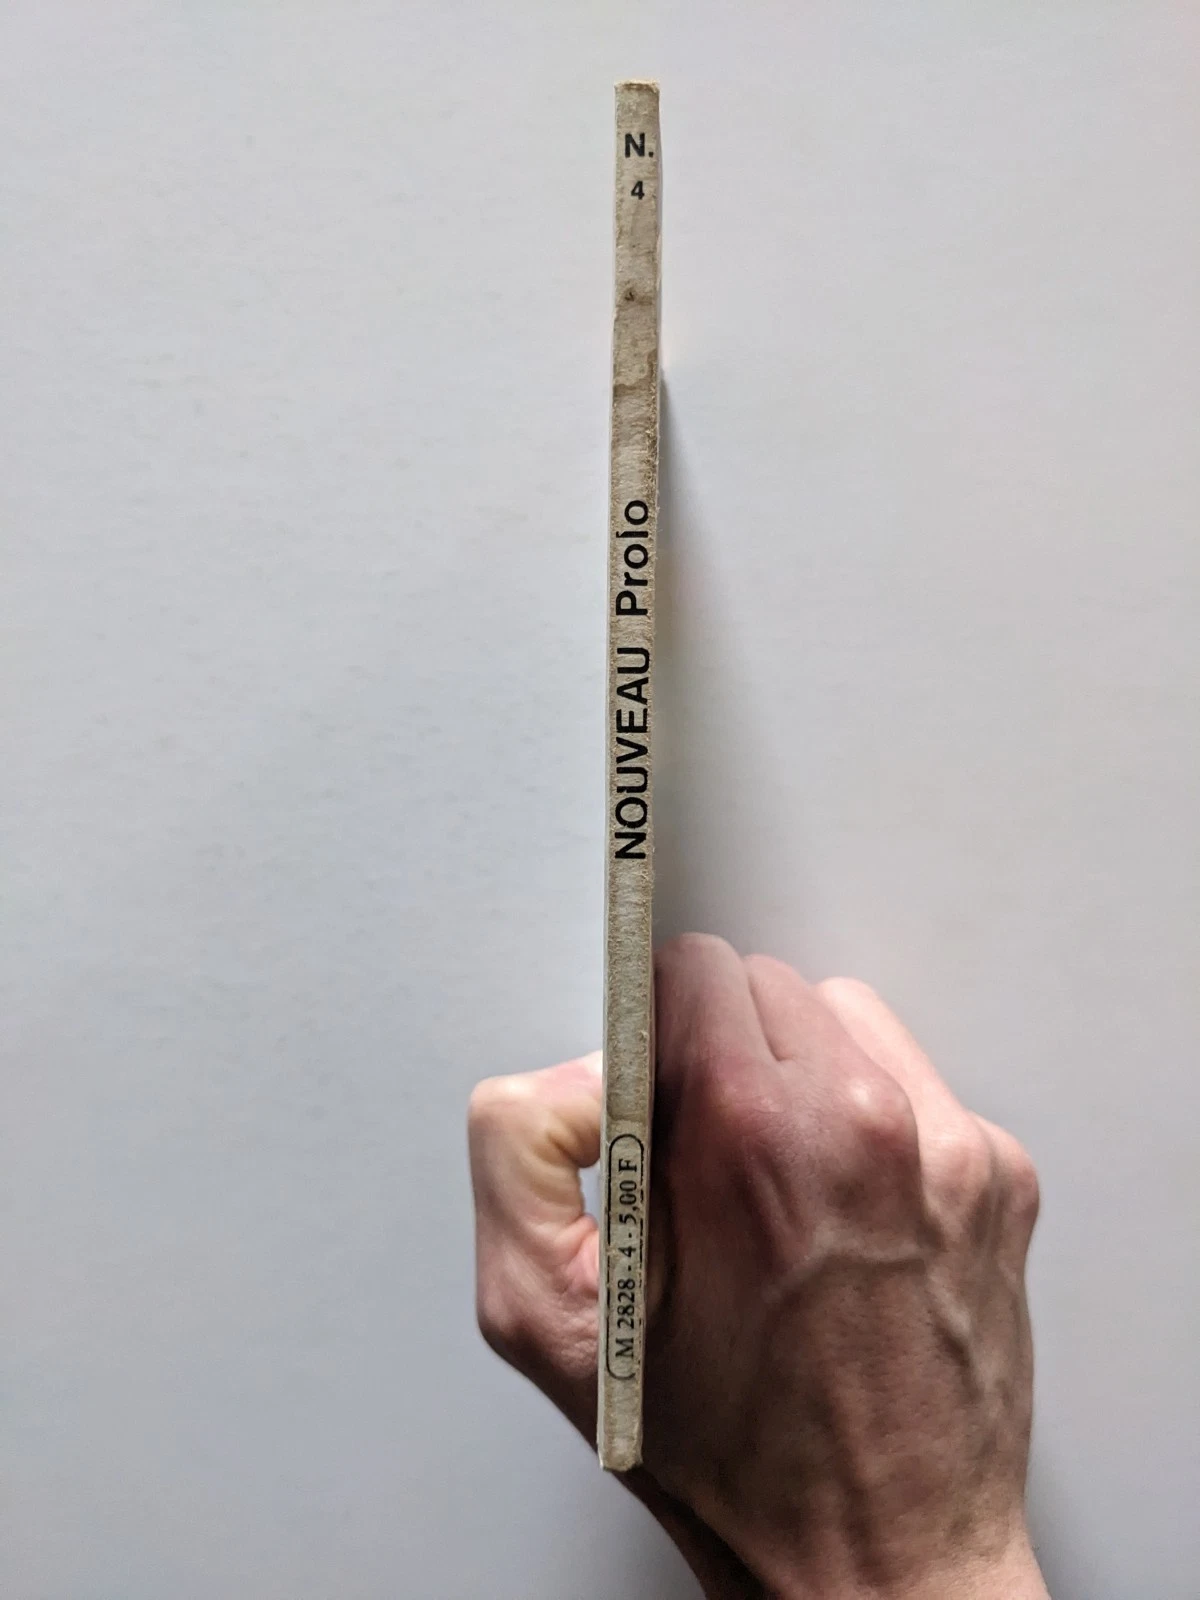 N.
4
NOUVEAU Prolo
M 2828 - 4 - 5,00 F